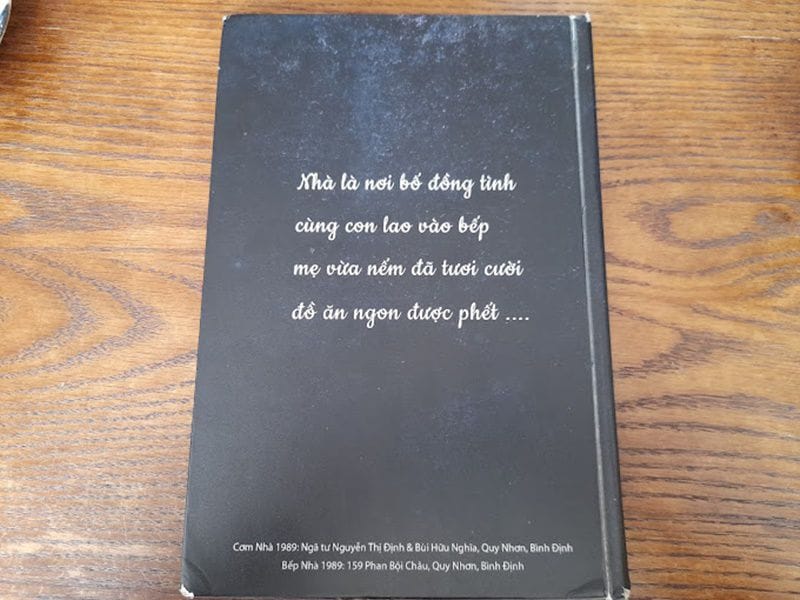 Nhà là nơi bố đồng tình
cùng con lao vào bếp
mẹ vừa nếm đã tươi cười
đồ ăn ngon được phết ....
Cơm Nhà 1989: Ngã tư Nguyễn Thị Định & Bùi Hữu Nghĩa, Quy Nhơn, Bình Định
Bếp Nhà 1989: 159 Phan Bội Châu, Quy Nhơn, Bình Định